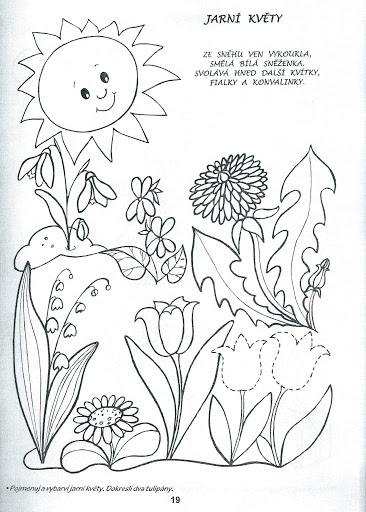 JARNÍ KVĚTY
ZE SNĚHU VEN VYKOUKLA,
SMĚLÁ BÍLÁ SNĚŽENKA.
SVOLÁVÁ HNED DALŠÍ KVÍTKY,
FIALKY A KONVALINKY.
• Pojmenuj a vybarvi jarní květy. Dokresli dva tulipány.
19